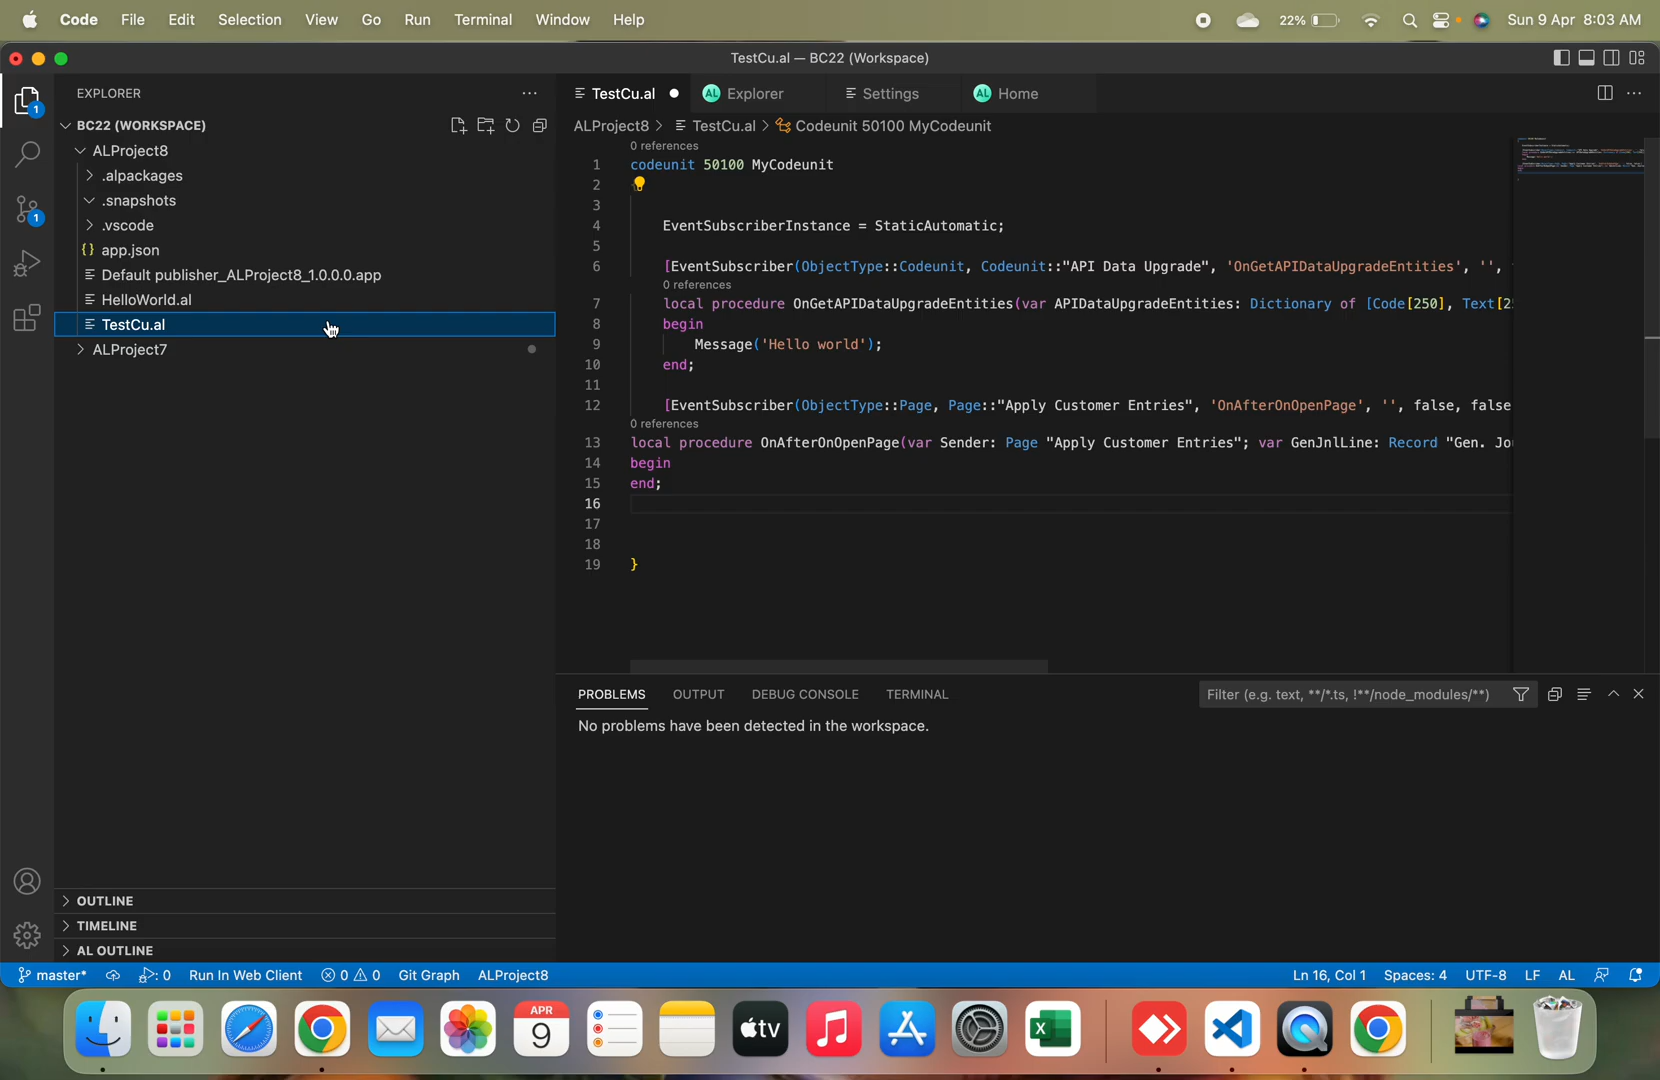 Code File Edit Selection View Go Run Terminal Window Help 22% Sun 9 Apr 8:03 AM
TestCu.al — BC22 (Workspace)
EXPLORER
BC22 (WORKSPACE)
ALProject8
.alpackages
.snapshots
.vscode
{} app.json
Default publisher_ALProject8_1.0.0.0.app
HelloWorld.al
TestCu.al
ALProject7
OUTLINE
TIMELINE
AL OUTLINE
1
1
TestCu.al AL Explorer Settings AL Home
ALProject8 > TestCu.al > Codeunit 50100 MyCodeunit
0 references
1 codeunit 50100 MyCodeunit
2
3
4 EventSubscriberInstance = StaticAutomatic;
5
6 [EventSubscriber(ObjectType::Codeunit, Codeunit::"API Data Upgrade", 'OnGetAPIDataUpgradeEntities', '',
0 references
7 local procedure OnGetAPIDataUpgradeEntities(var APIDataUpgradeEntities: Dictionary of [Code[250], Text[2
8 begin
9 Message('Hello world');
10 end;
11
12 [EventSubscriber(ObjectType::Page, Page::"Apply Customer Entries", 'OnAfterOnOpenPage', '', false, false
0 references
13 local procedure OnAfterOnOpenPage(var Sender: Page "Apply Customer Entries"; var GenJnlLine: Record "Gen. Jo
14 begin
15 end;
16
17
18
19 }
PROBLEMS OUTPUT DEBUG CONSOLE TERMINAL Filter (e.g. text, **/*.ts, !**/node_modules/**)
No problems have been detected in the workspace.
master* 0 Run In Web Client 0 0 Git Graph ALProject8 Ln 16, Col 1 Spaces: 4 UTF-8 LF AL
APR
9
tv
X